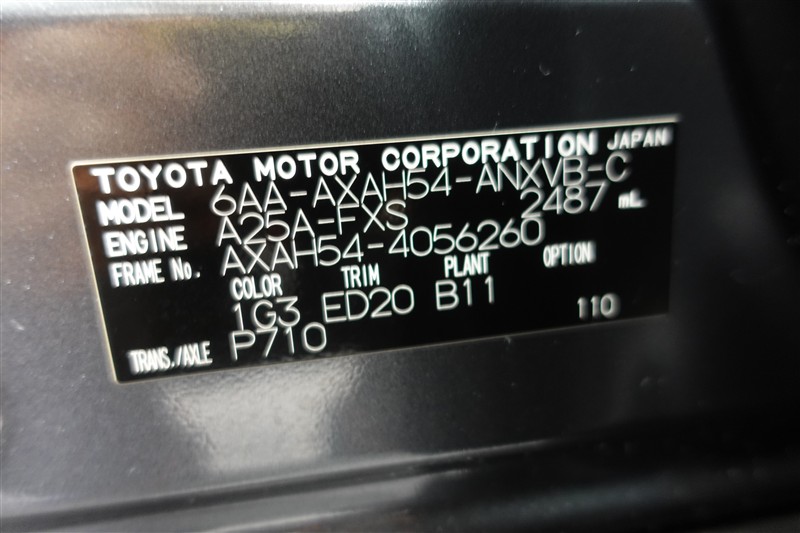 TOYOTA MOTOR CORPORATION JAPAN
MODEL 6AA-AXAH54-ANXVB-C
ENGINE A25A-FXS 2487 mL
FRAME No. AXAH54-4056260
COLOR TRIM PLANT OPTION
1G3 ED20 B11
TRANS./AXLE P710 110